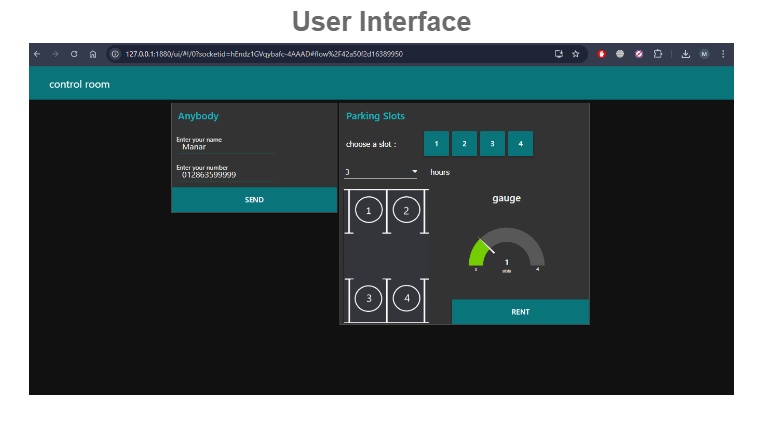 User Interface
127.0.0.1:1880/ui/#!/0?socketid=hEndz1GVqybafc-4AAAD#flow%2F42a50f2d16389950
M
control room
Anybody
Enter your name
Manar
Enter your number
012863599999
SEND
Parking Slots
choose a slot :
1
2
3
4
3
hours
1
2
3
4
gauge
1
slots
0
4
RENT